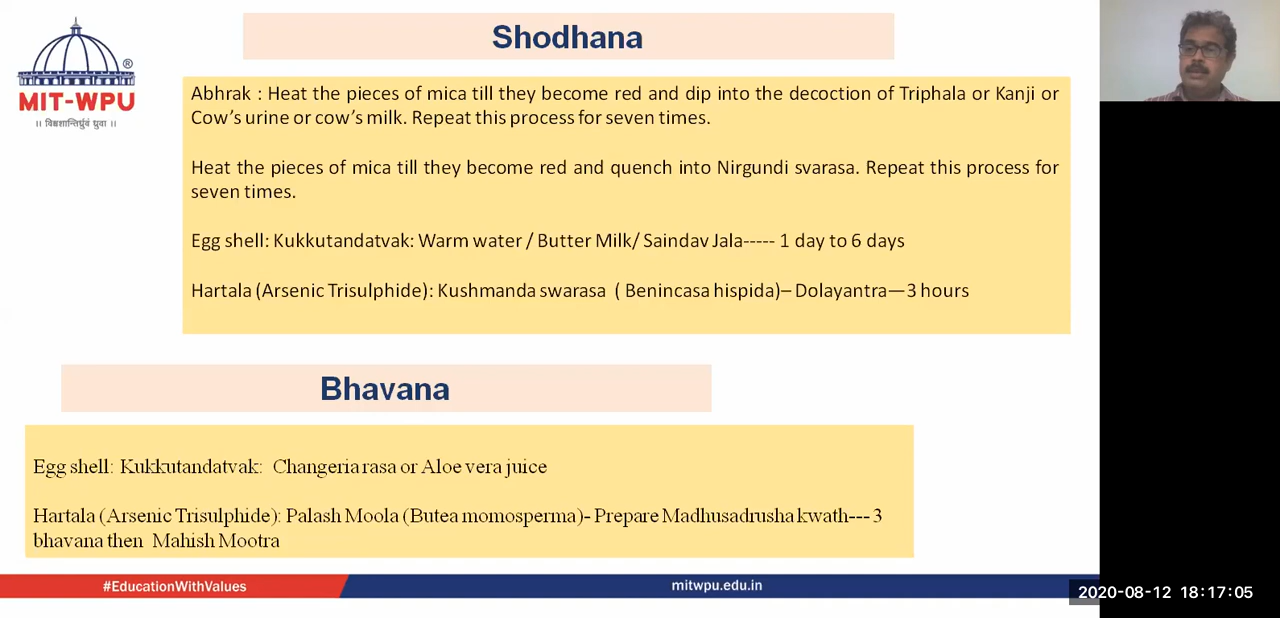 Shodhana
®
MIT-WPU
॥ विश्वशान्तिर्ध्रुवं ध्रुवा ॥
Abhrak : Heat the pieces of mica till they become red and dip into the decoction of Triphala or Kanji or
Cow's urine or cow's milk. Repeat this process for seven times.
Heat the pieces of mica till they become red and quench into Nirgundi svarasa. Repeat this process for
seven times.
Egg shell: Kukkutandatvak: Warm water / Butter Milk/ Saindav Jala----- 1 day to 6 days
Hartala (Arsenic Trisulphide): Kushmanda swarasa ( Benincasa hispida)– Dolayantra—3 hours
Bhavana
Egg shell: Kukkutandatvak: Changeria rasa or Aloe vera juice
Hartala (Arsenic Trisulphide): Palash Moola (Butea momosperma)- Prepare Madhusadrusha kwath--- 3
bhavana then Mahish Mootra
#EducationWithValues
mitwpu.edu.in
2020-08-12 18:17:05